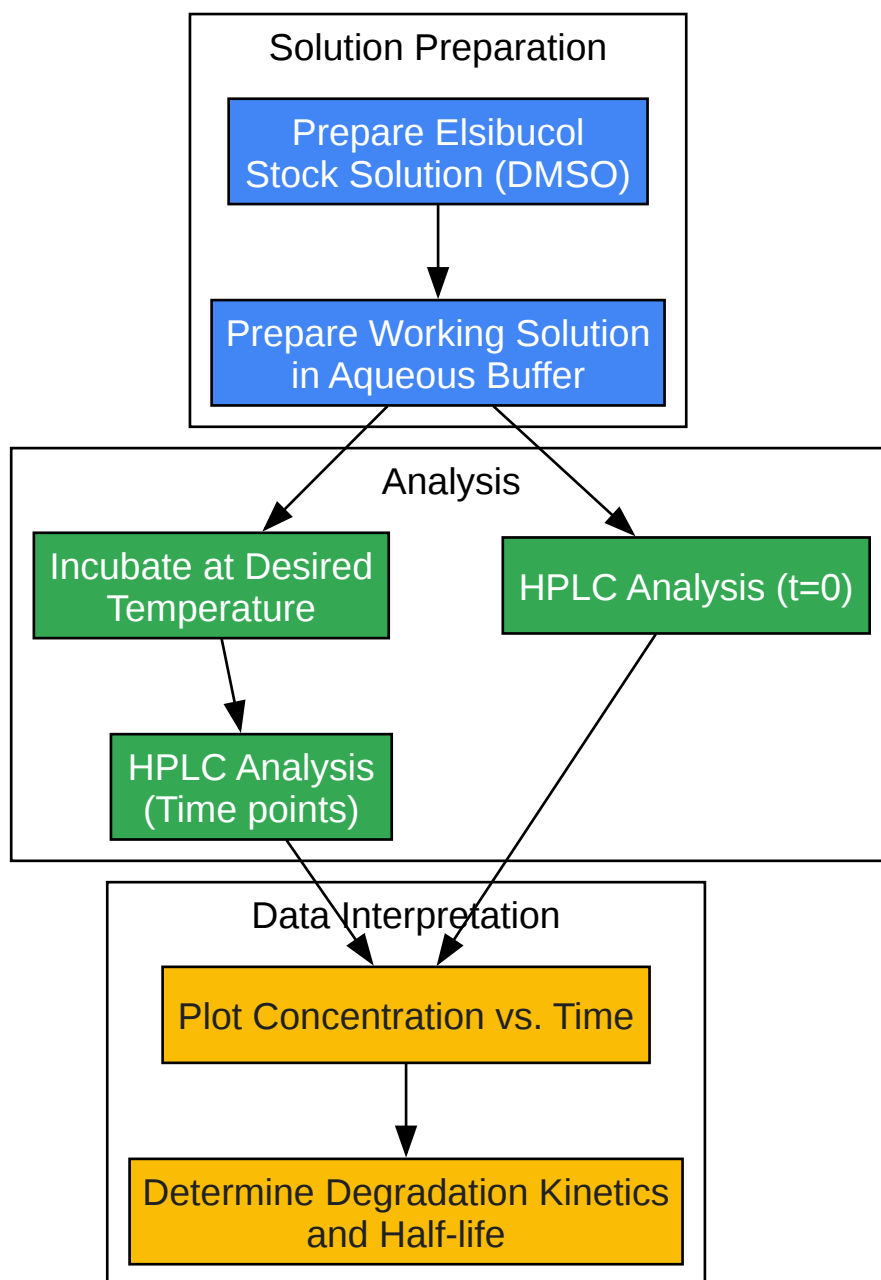 Solution Preparation
Prepare Elsibucol
Stock Solution (DMSO)
Prepare Working Solution
in Aqueous Buffer
Analysis
Incubate at Desired
Temperature
HPLC Analysis (t=0)
HPLC Analysis
(Time points)
Data Interpretation
Plot Concentration vs. Time
Determine Degradation Kinetics
and Half-life